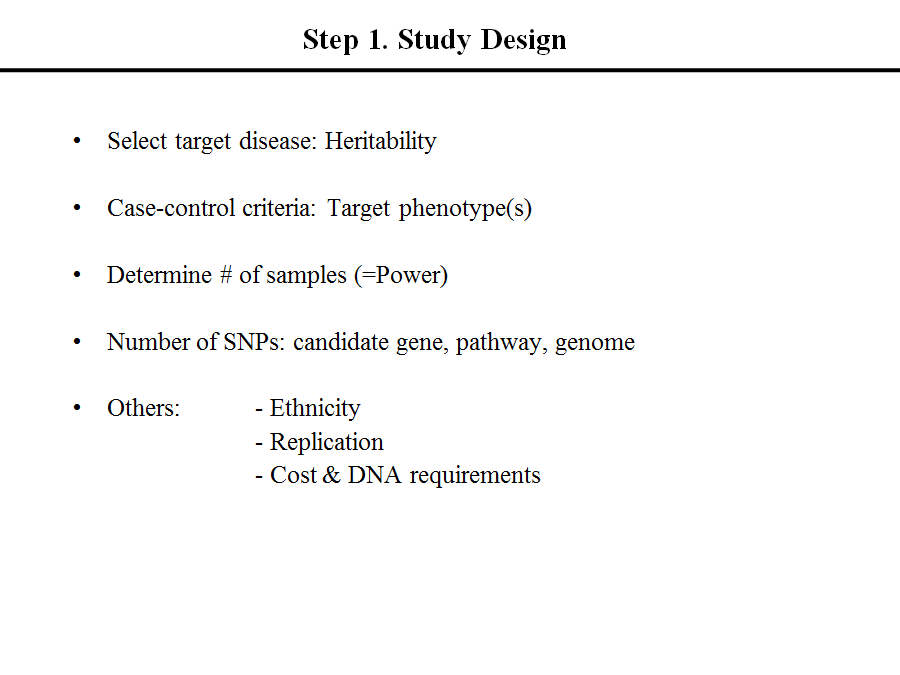 Step 1. Study Design
• Select target disease: Heritability
• Case-control criteria: Target phenotype(s)
• Determine # of samples (=Power)
• Number of SNPs: candidate gene, pathway, genome
• Others: - Ethnicity
- Replication
- Cost & DNA requirements